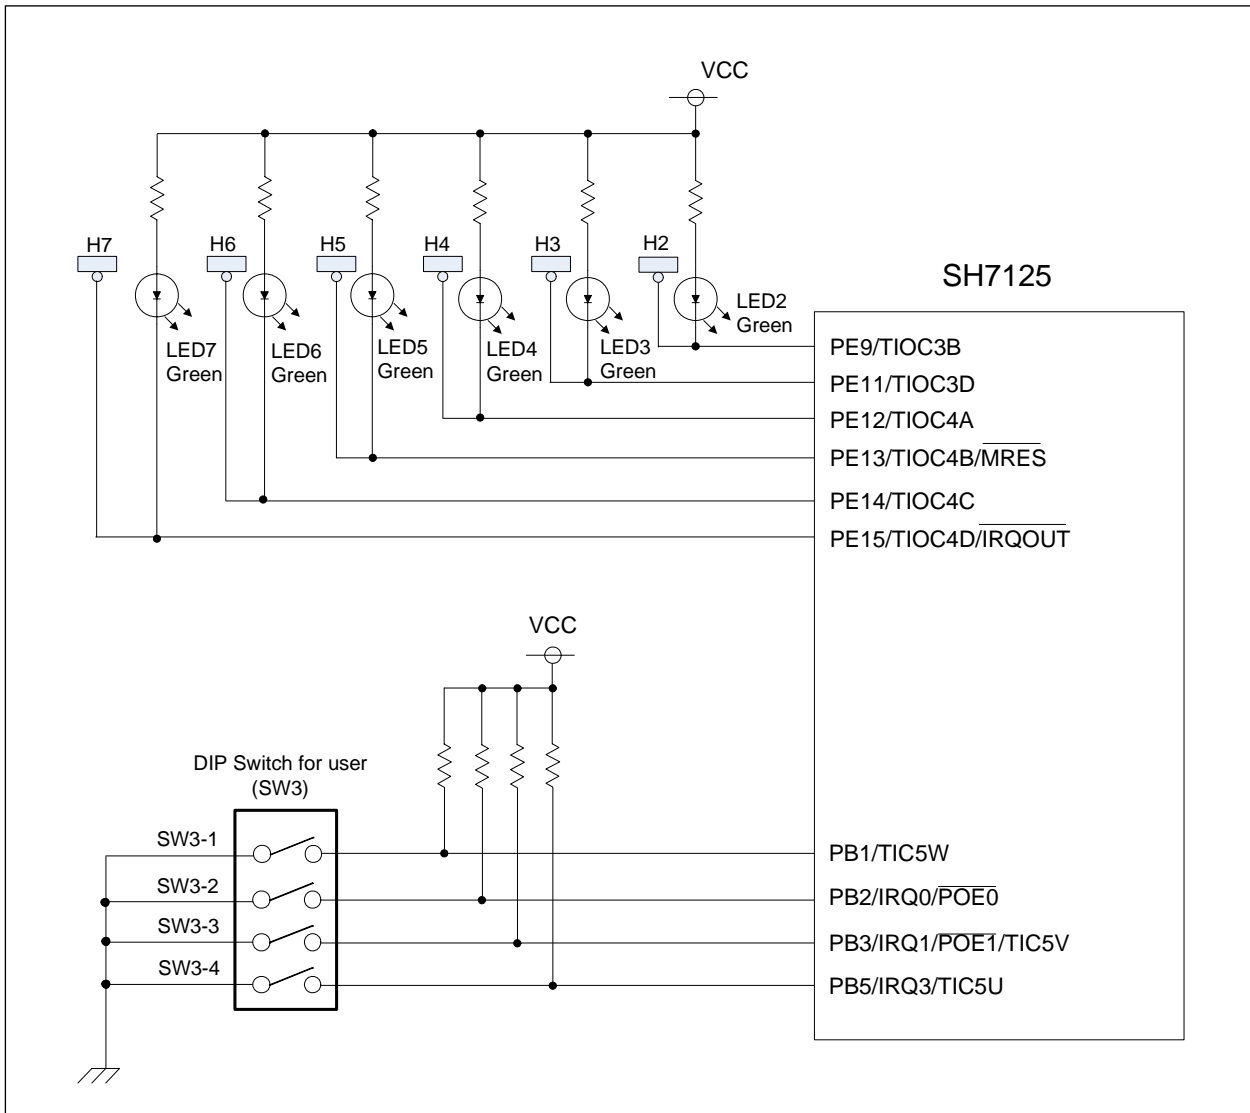 VCC
H7
H6
H5
H4
H3
H2
SH7125
LED7
Green
LED6
Green
LED5
Green
LED4
Green
LED3
Green
LED2
Green
PE9/TIOC3B
PE11/TIOC3D
PE12/TIOC4A
PE13/TIOC4B/MRES
PE14/TIOC4C
PE15/TIOC4D/IRQOUT
VCC
DIP Switch for user
(SW3)
SW3-1
SW3-2
SW3-3
SW3-4
PB1/TIC5W
PB2/IRQ0/POE0
PB3/IRQ1/POE1/TIC5V
PB5/IRQ3/TIC5U